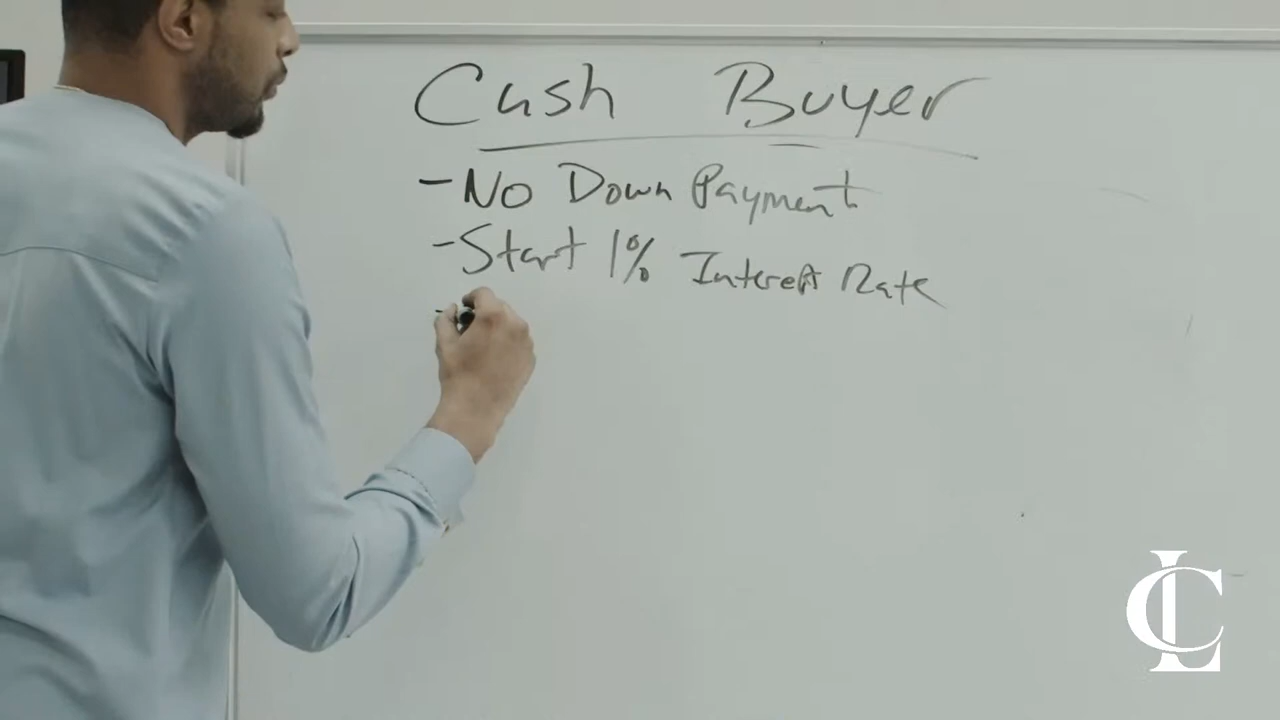 Cash Buyer
-No Down Payment
-Start 1% Interest Rate
-
LC